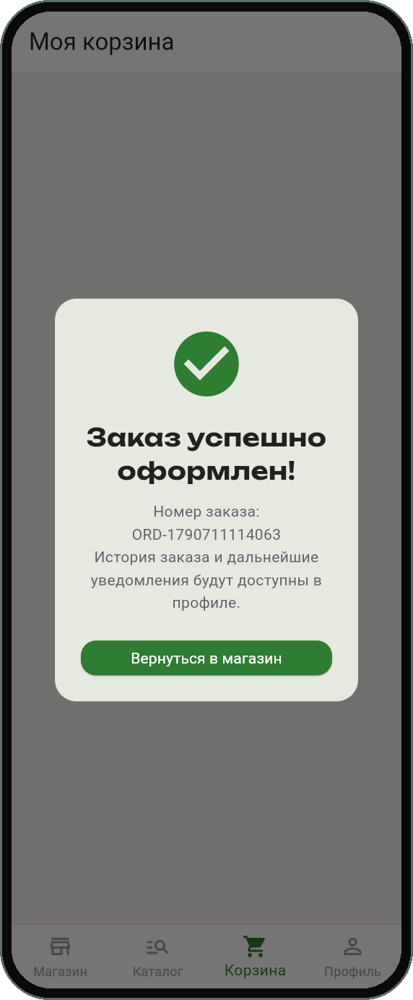 Моя корзина
Заказ успешно
оформлен!
Номер заказа:
ORD-1790711114063
История заказа и дальнейшие
уведомления будут доступны в
профиле.
Вернуться в магазин
Магазин
Каталог
Корзина
Профиль